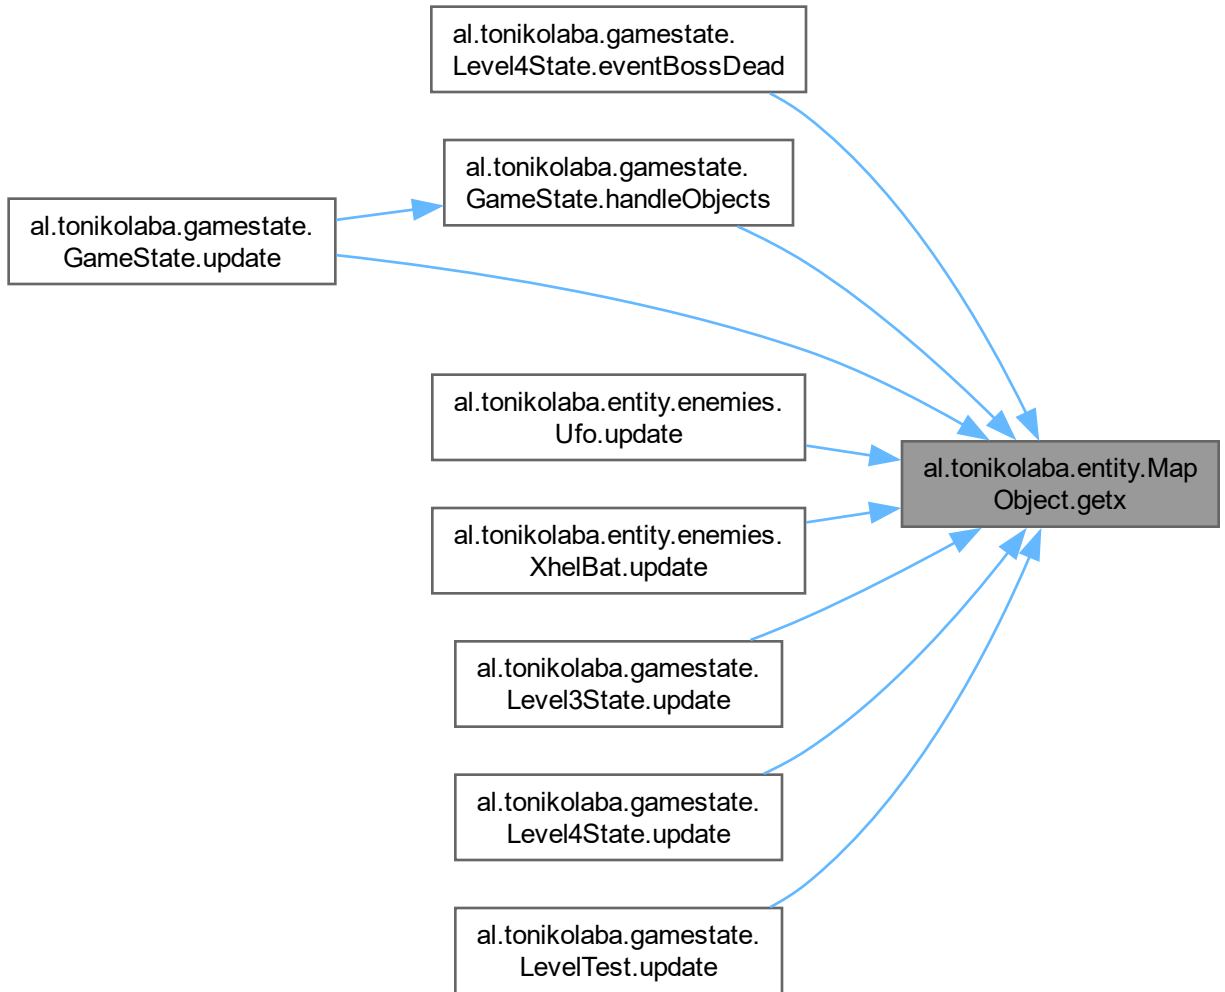 al.tonikolaba.gamestate.
Level4State.eventBossDead
al.tonikolaba.gamestate.
GameState.handleObjects
al.tonikolaba.gamestate.
GameState.update
al.tonikolaba.entity.enemies.
Ufo.update
al.tonikolaba.entity.Map
Object.getx
al.tonikolaba.entity.enemies.
XhelBat.update
al.tonikolaba.gamestate.
Level3State.update
al.tonikolaba.gamestate.
Level4State.update
al.tonikolaba.gamestate.
LevelTest.update